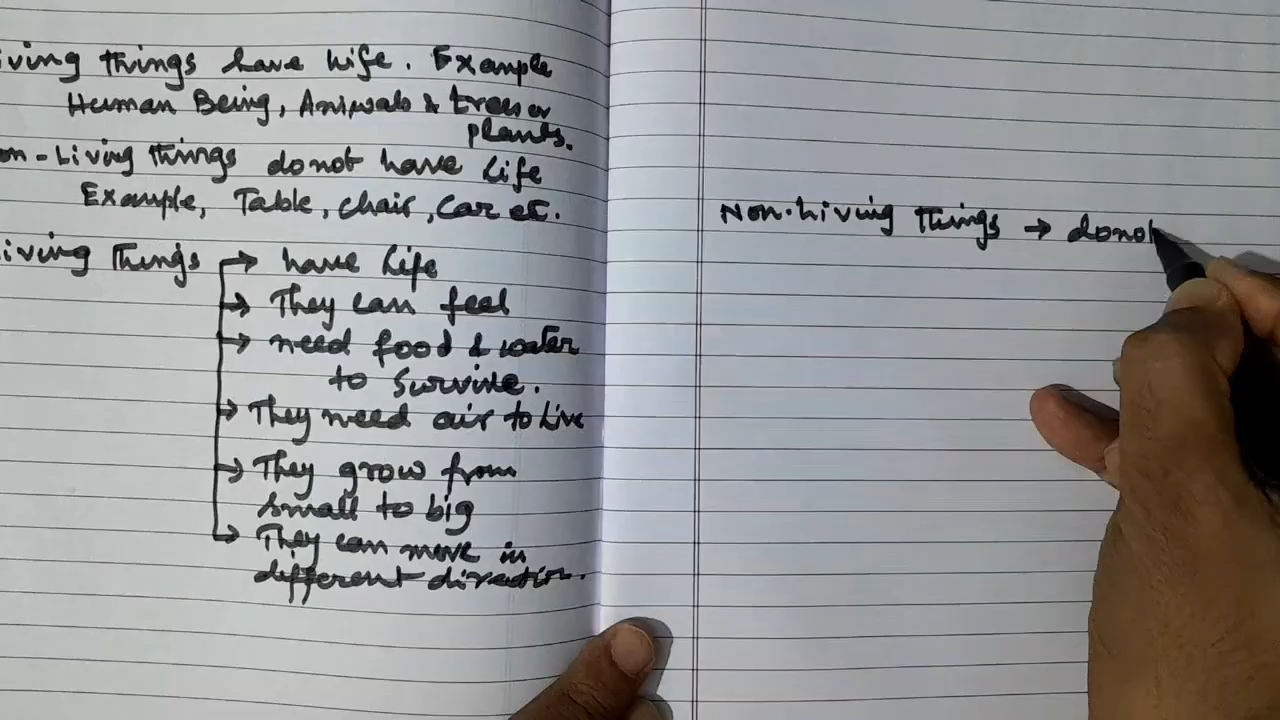 iving things have life. Example
Human Being, Animals & trees or
plants.
on-Living things donot have life
Example, Table, chair, Car etc.
iving things → have life
→ They can feel
→ need food & water
to survive.
→ They need air to live
→ They grow from
small to big
→ They can move in
different direction.
Non-Living things → donot